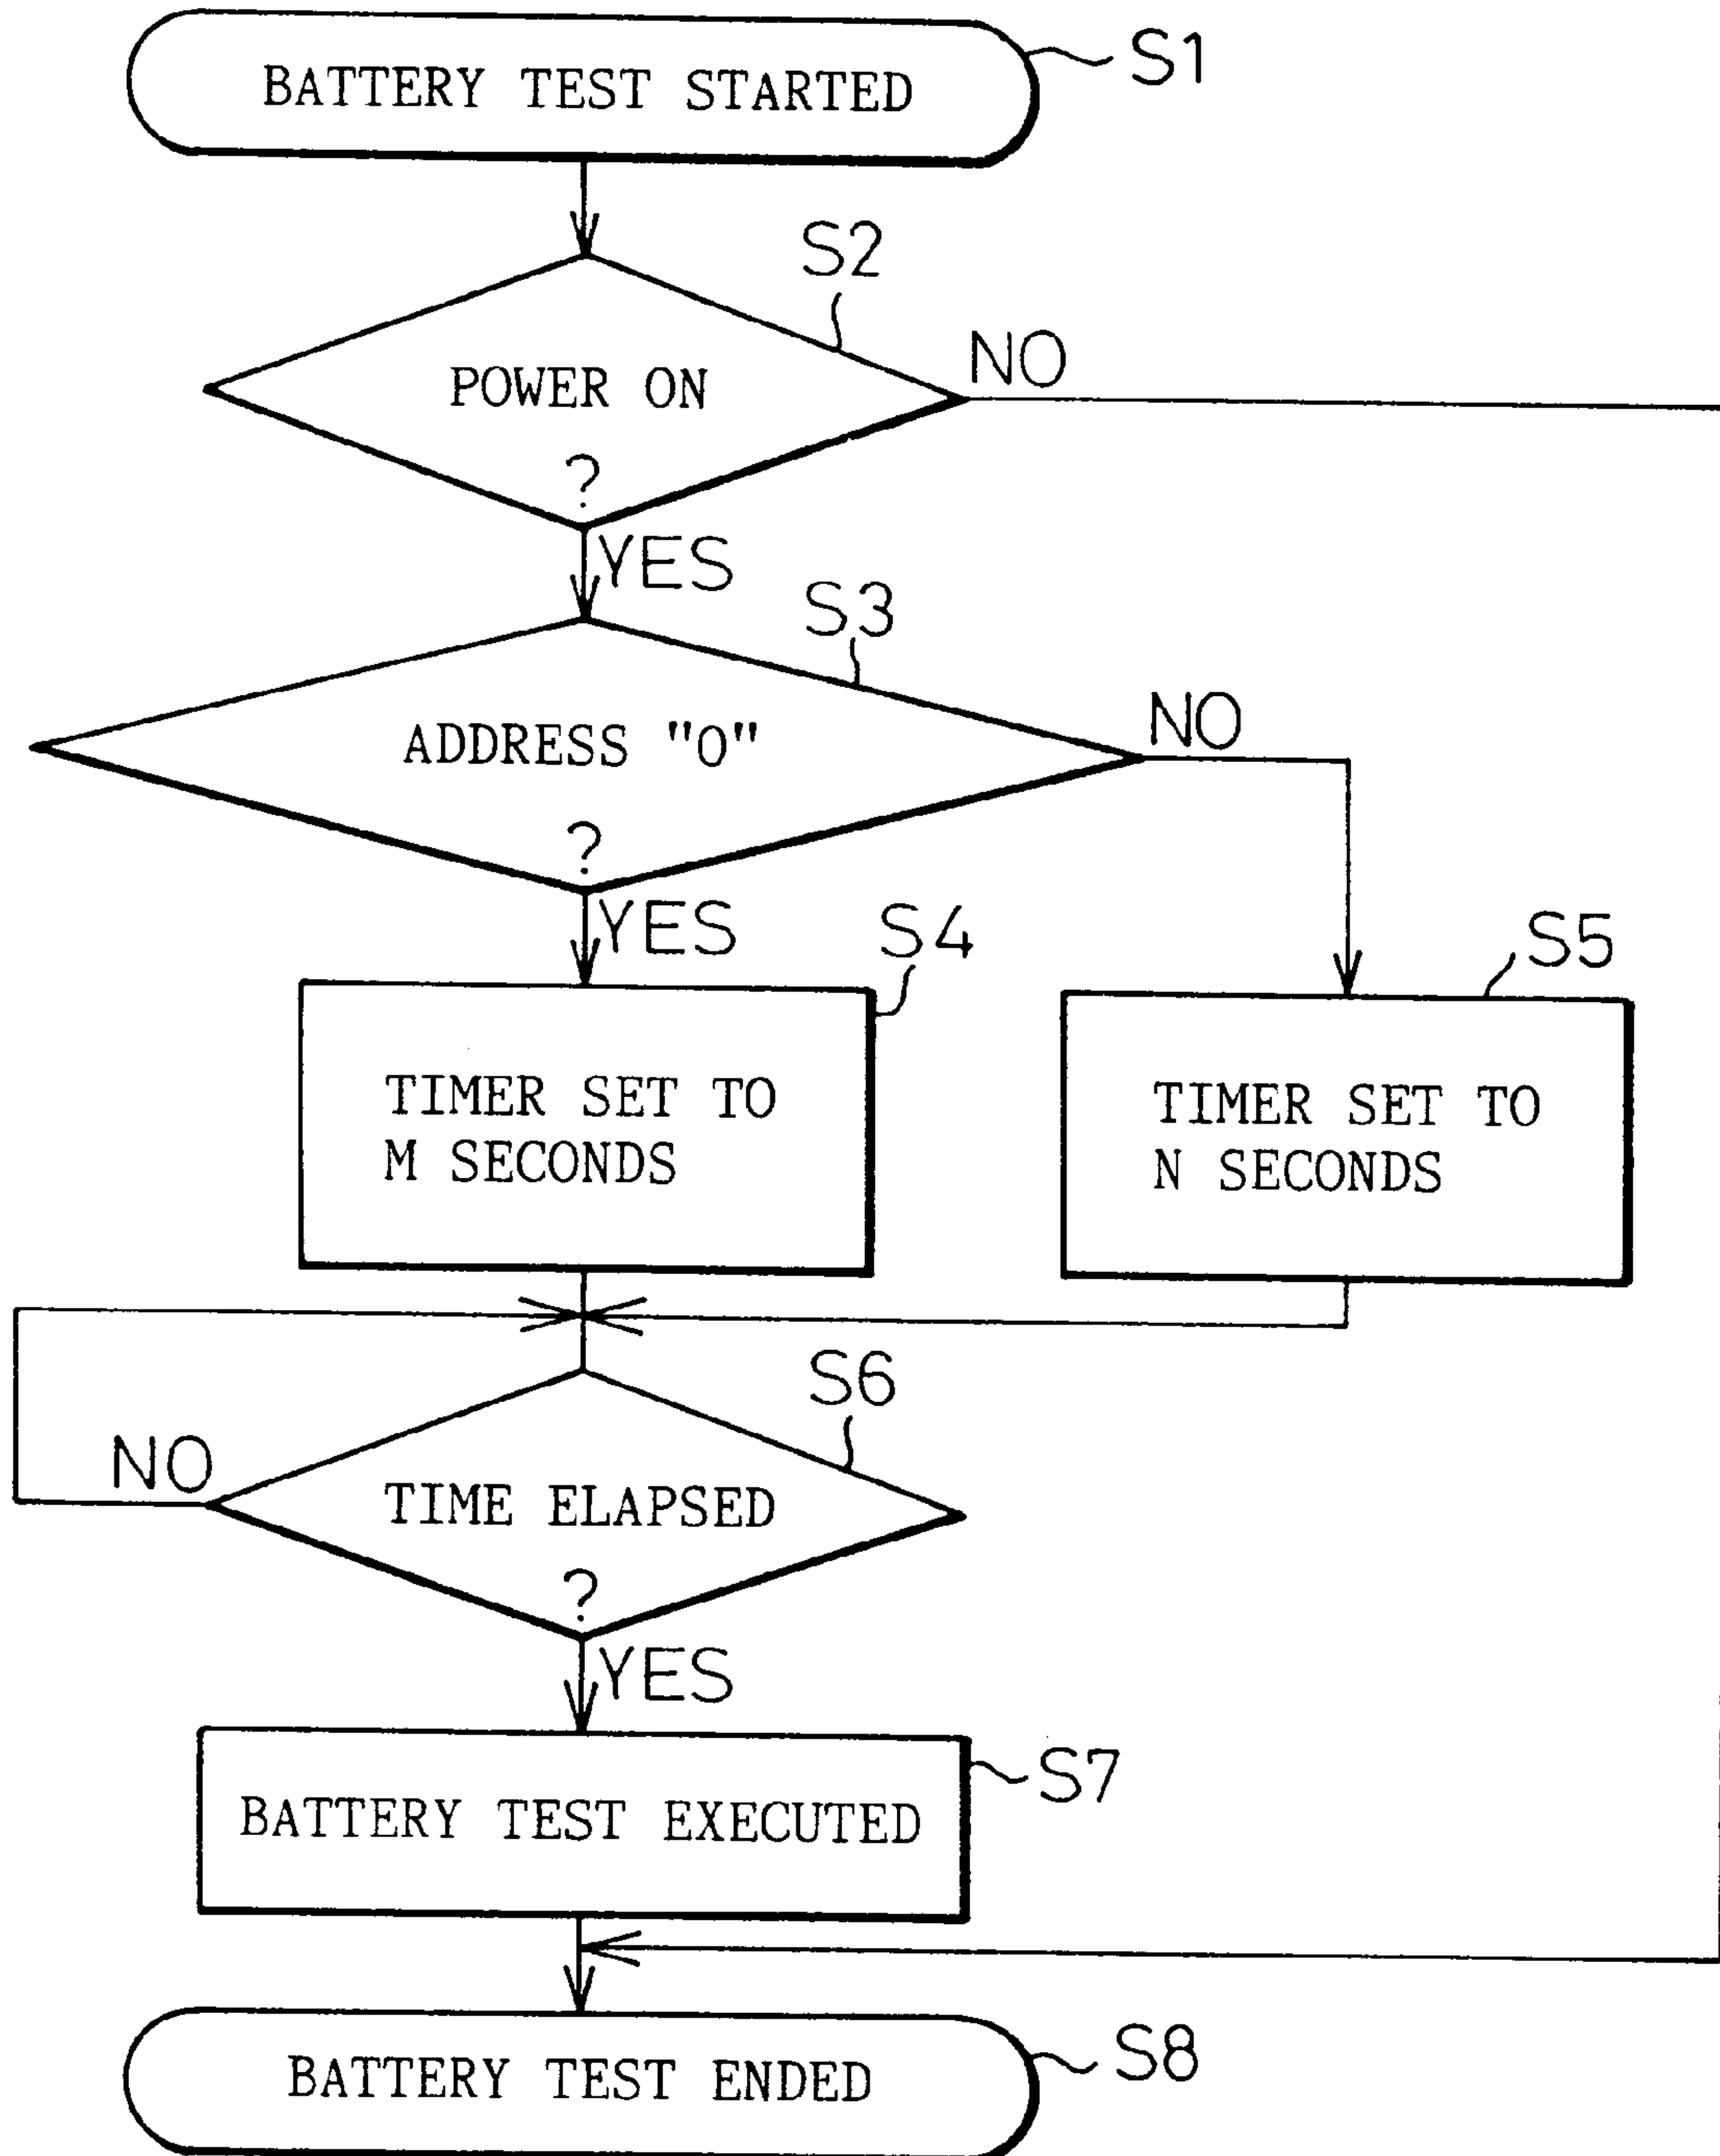 BATTERY TEST STARTED
S1
S2
POWER ON
?
NO
YES
S3
ADDRESS "0"
?
NO
YES
S4
TIMER SET TO
M SECONDS
S5
TIMER SET TO
N SECONDS
S6
NO
TIME ELAPSED
?
YES
BATTERY TEST EXECUTED
S7
BATTERY TEST ENDED
S8